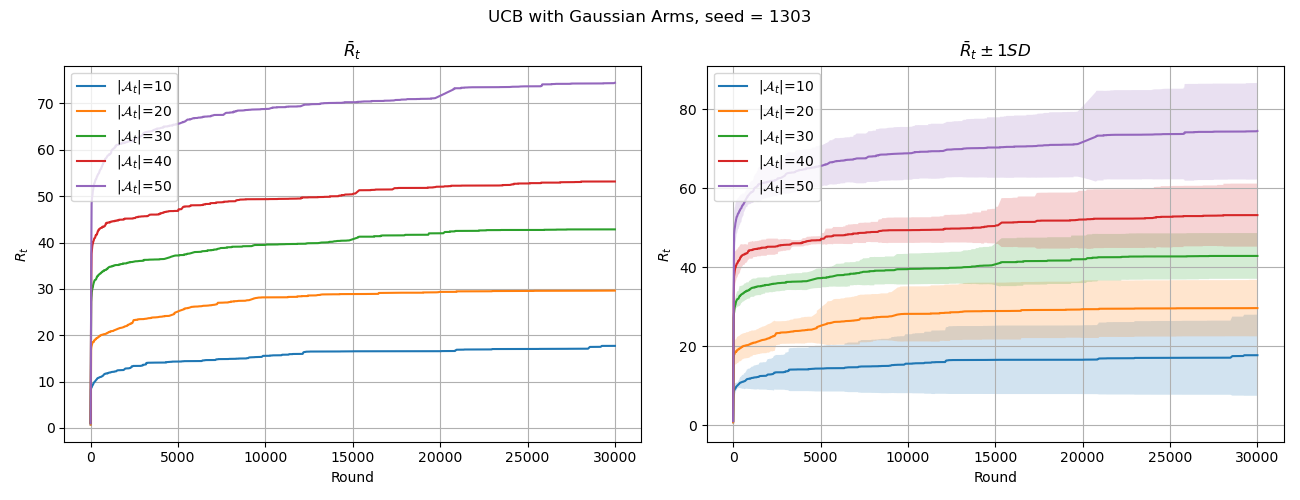 UCB with Gaussian Arms, seed = 1303
R̄ₜ
R̄ₜ ± 1SD
|𝒜ₜ|=10
|𝒜ₜ|=20
|𝒜ₜ|=30
|𝒜ₜ|=40
|𝒜ₜ|=50
70
60
50
40
30
20
10
0
Rₜ
0 5000 10000 15000 20000 25000 30000
Round
|𝒜ₜ|=10
|𝒜ₜ|=20
|𝒜ₜ|=30
|𝒜ₜ|=40
|𝒜ₜ|=50
80
60
40
20
0
Rₜ
0 5000 10000 15000 20000 25000 30000
Round